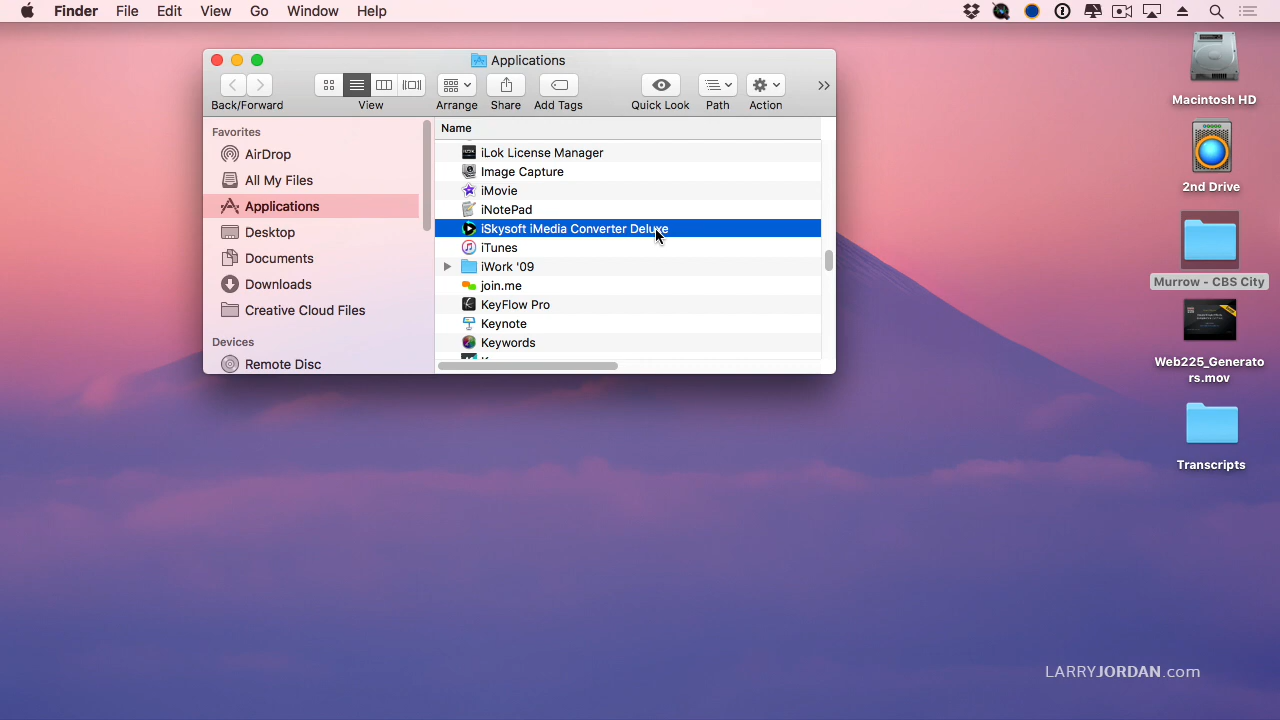 Finder File Edit View Go Window Help
Applications
Back/Forward View Arrange Share Add Tags Quick Look Path Action
Favorites
AirDrop
All My Files
Applications
Desktop
Documents
Downloads
Creative Cloud Files
Devices
Remote Disc
Name
iLok License Manager
Image Capture
iMovie
iNotePad
iSkysoft iMedia Converter Deluxe
iTunes
iWork '09
join.me
KeyFlow Pro
Keynote
Keywords
Macintosh HD
2nd Drive
Murrow - CBS City
Web225_Generato
rs.mov
Transcripts
LARRYJORDAN.com